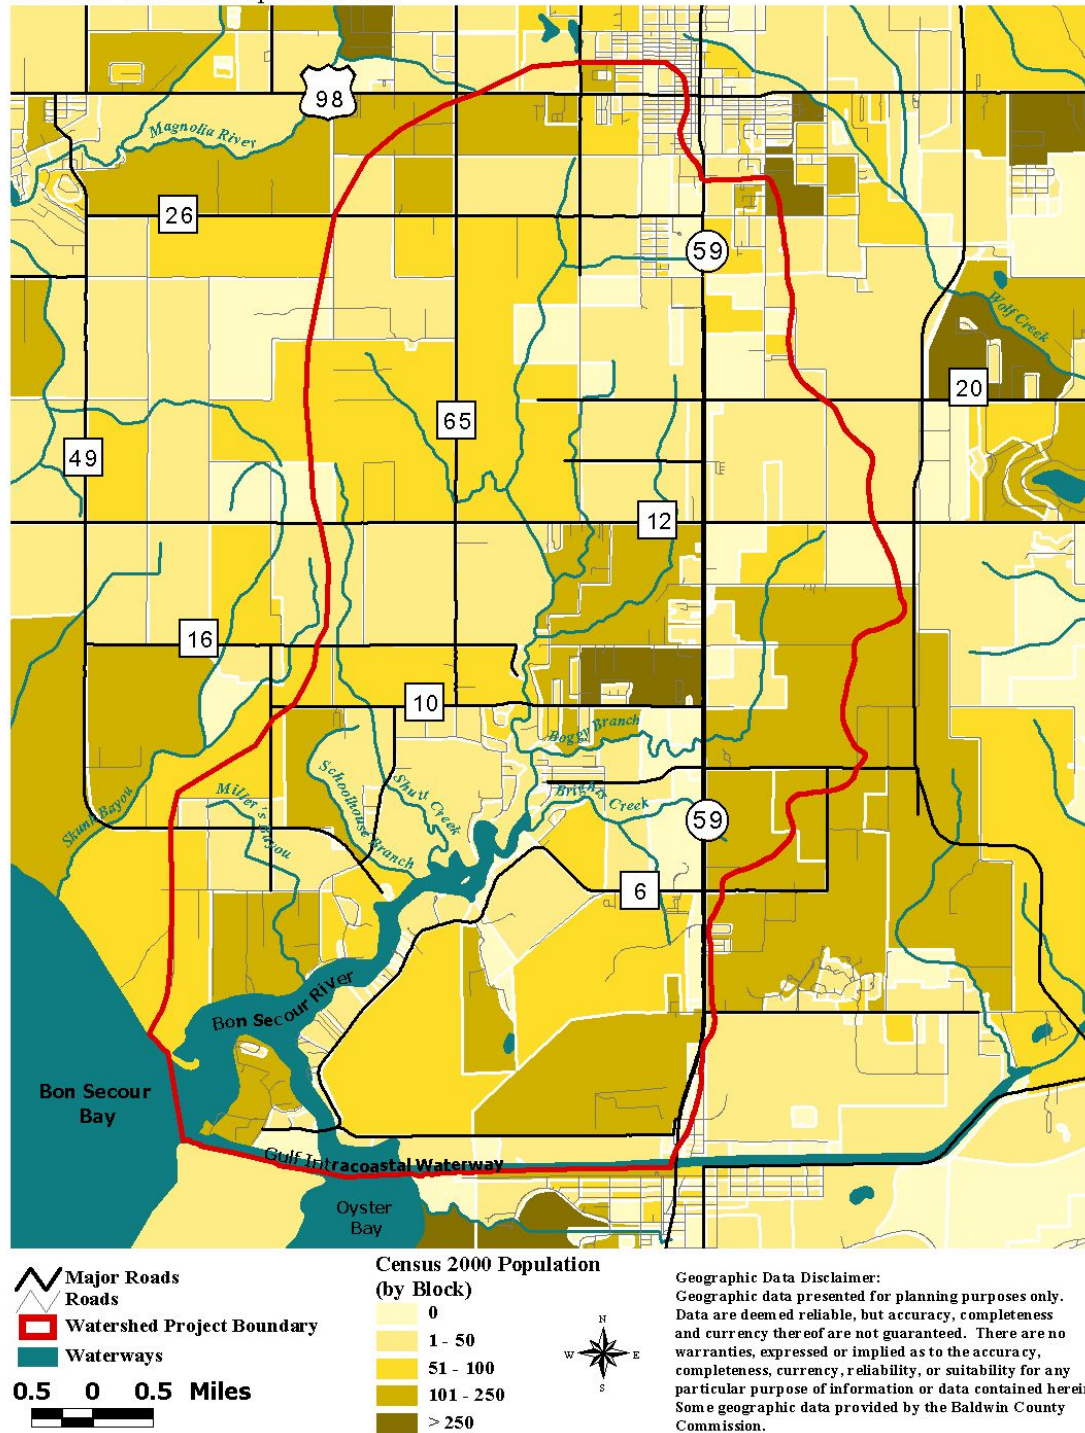 98
Magnolia River
26
59
Wolf Creek
20
65
49
12
16
10
Boggy Branch
Skunk Bayou
Miller's Bayou
Schoolhouse Branch
Shutt Creek
Brights Creek
59
6
Bon Secour River
Bon Secour
Bay
Gulf Intracoastal Waterway
Oyster
Bay
Major Roads
Roads
Watershed Project Boundary
Waterways
0.5 0 0.5 Miles
Census 2000 Population
(by Block)
0
1 - 50
51 - 100
101 - 250
> 250
N
W E
S
Geographic Data Disclaimer:
Geographic data presented for planning purposes only.
Data are deemed reliable, but accuracy, completeness
and currency thereof are not guaranteed. There are no
warranties, expressed or implied as to the accuracy,
completeness, currency, reliability, or suitability for any
particular purpose of information or data contained herein
Some geographic data provided by the Baldwin County
Commission.